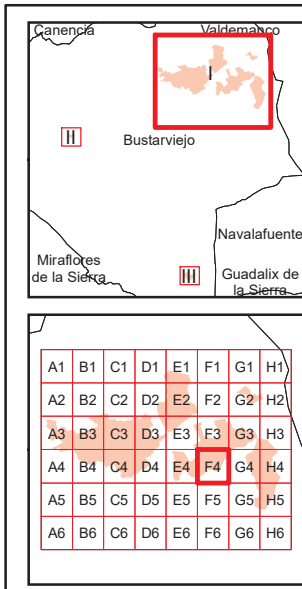 Canencia Valdemanco
I
II Bustarviejo
Navalafuente
Miraflores
de la Sierra
III Guadalix de
la Sierra
A1 B1 C1 D1 E1 F1 G1 H1
A2 B2 C2 D2 E2 F2 G2 H2
A3 B3 C3 D3 E3 F3 G3 H3
A4 B4 C4 D4 E4 F4 G4 H4
A5 B5 C5 D5 E5 F5 G5 H5
A6 B6 C6 D6 E6 F6 G6 H6